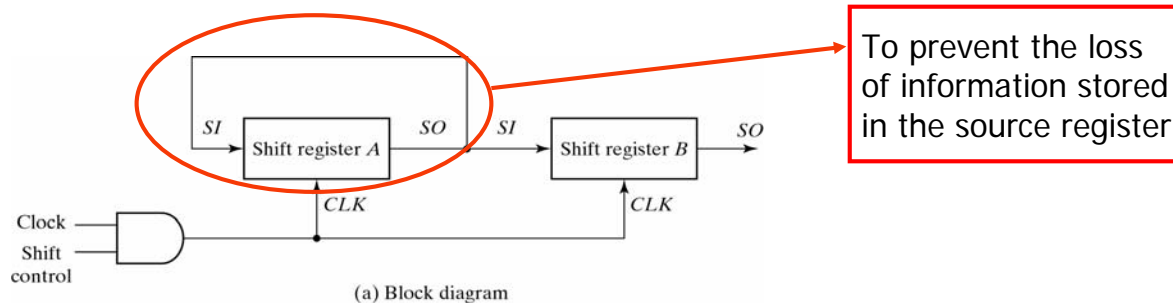 To prevent the loss
of information stored
in the source register
SI
SO
SI
SO
Shift register A
Shift register B
CLK
CLK
Clock
Shift
control
(a) Block diagram